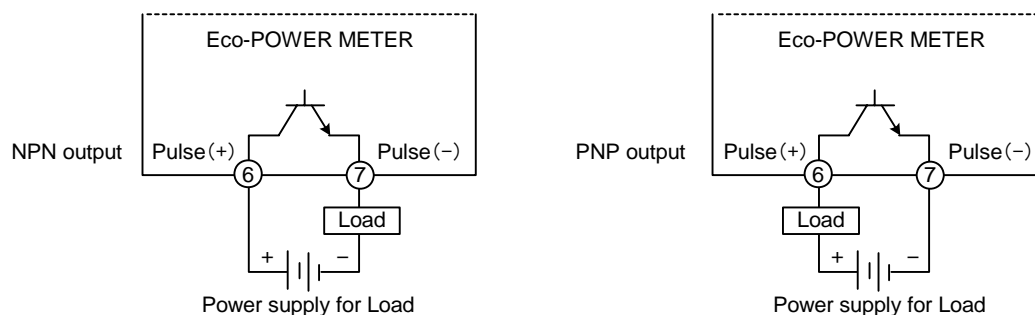 Eco-POWER METER
NPN output
Pulse(+)
Pulse(−)
6
7
Load
+
−
Power supply for Load
Eco-POWER METER
PNP output
Pulse(+)
Pulse(−)
6
7
Load
+
−
Power supply for Load